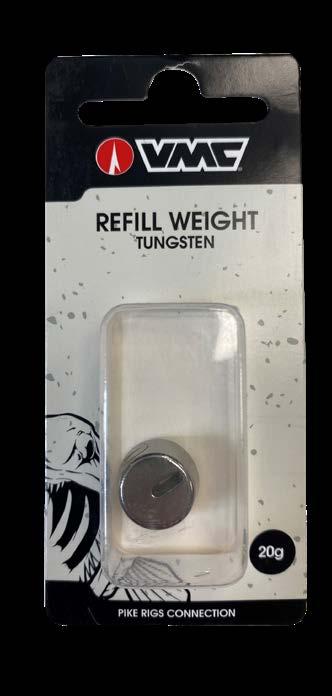 VMC
REFILL WEIGHT
TUNGSTEN
20g
PIKE RIGS CONNECTION